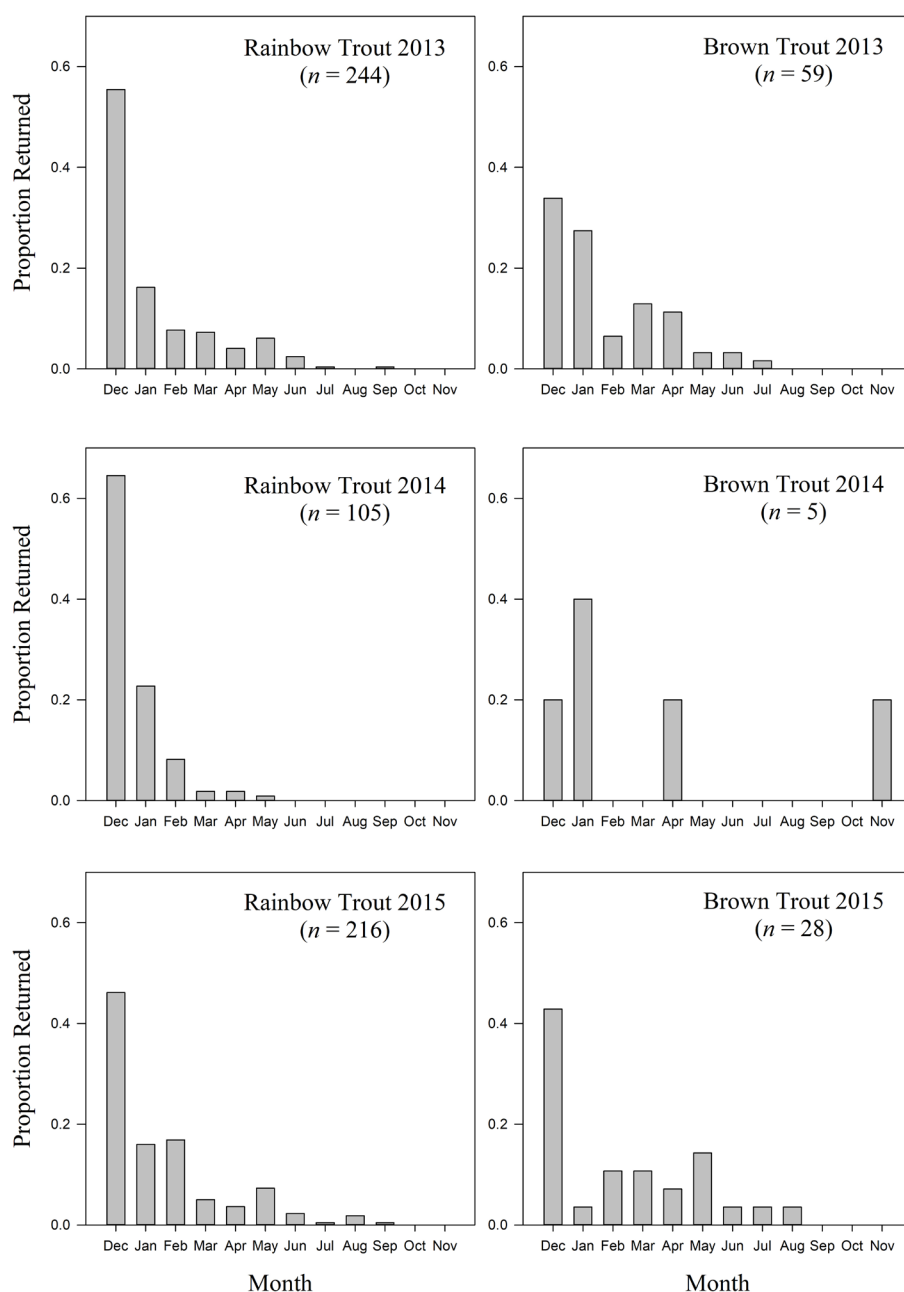 Rainbow Trout 2013
(n = 244)
Proportion Returned
0.6
0.4
0.2
0.0
Dec Jan Feb Mar Apr May Jun Jul Aug Sep Oct Nov
Brown Trout 2013
(n = 59)
0.6
0.4
0.2
0.0
Dec Jan Feb Mar Apr May Jun Jul Aug Sep Oct Nov
Rainbow Trout 2014
(n = 105)
Proportion Returned
0.6
0.4
0.2
0.0
Dec Jan Feb Mar Apr May Jun Jul Aug Sep Oct Nov
Brown Trout 2014
(n = 5)
0.6
0.4
0.2
0.0
Dec Jan Feb Mar Apr May Jun Jul Aug Sep Oct Nov
Rainbow Trout 2015
(n = 216)
Proportion Returned
0.6
0.4
0.2
0.0
Dec Jan Feb Mar Apr May Jun Jul Aug Sep Oct Nov
Month
Brown Trout 2015
(n = 28)
0.6
0.4
0.2
0.0
Dec Jan Feb Mar Apr May Jun Jul Aug Sep Oct Nov
Month